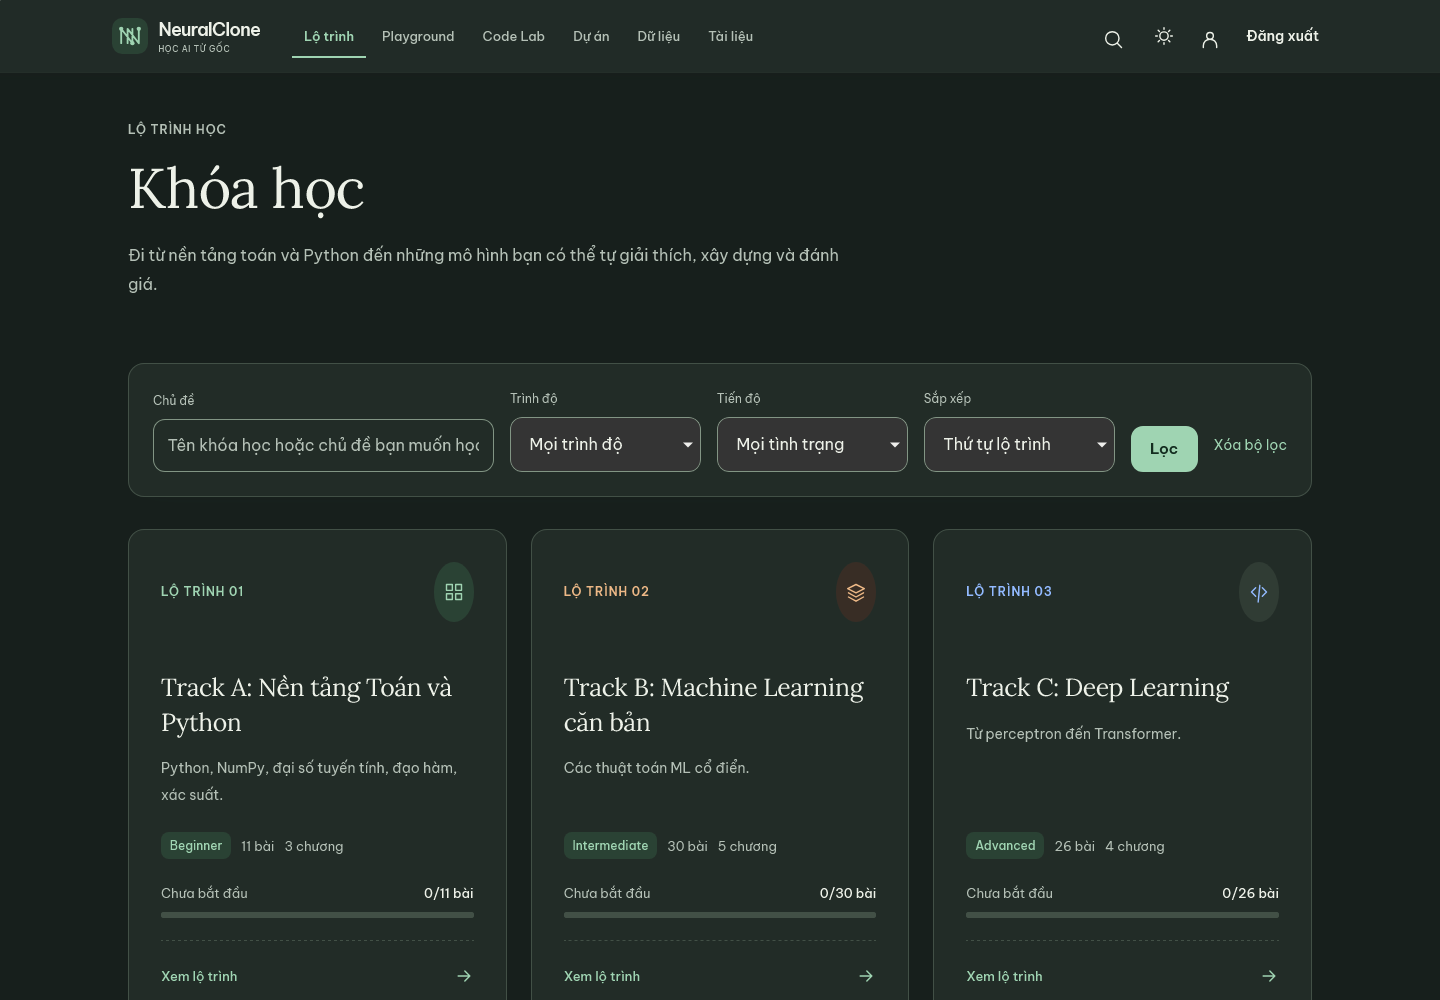 NeuralClone
HỌC AI TỪ GỐC
Lộ trình
Playground
Code Lab
Dự án
Dữ liệu
Tài liệu
Đăng xuất
LỘ TRÌNH HỌC
Khóa học
Đi từ nền tảng toán và Python đến những mô hình bạn có thể tự giải thích, xây dựng và đánh
giá.
Chủ đề
Tên khóa học hoặc chủ đề bạn muốn học
Trình độ
Mọi trình độ
Tiến độ
Mọi tình trạng
Sắp xếp
Thứ tự lộ trình
Lọc
Xóa bộ lọc
LỘ TRÌNH 01
Track A: Nền tảng Toán và
Python
Python, NumPy, đại số tuyến tính, đạo hàm,
xác suất.
Beginner 11 bài 3 chương
Chưa bắt đầu 0/11 bài
Xem lộ trình
LỘ TRÌNH 02
Track B: Machine Learning
căn bản
Các thuật toán ML cổ điển.
Intermediate 30 bài 5 chương
Chưa bắt đầu 0/30 bài
Xem lộ trình
LỘ TRÌNH 03
Track C: Deep Learning
Từ perceptron đến Transformer.
Advanced 26 bài 4 chương
Chưa bắt đầu 0/26 bài
Xem lộ trình